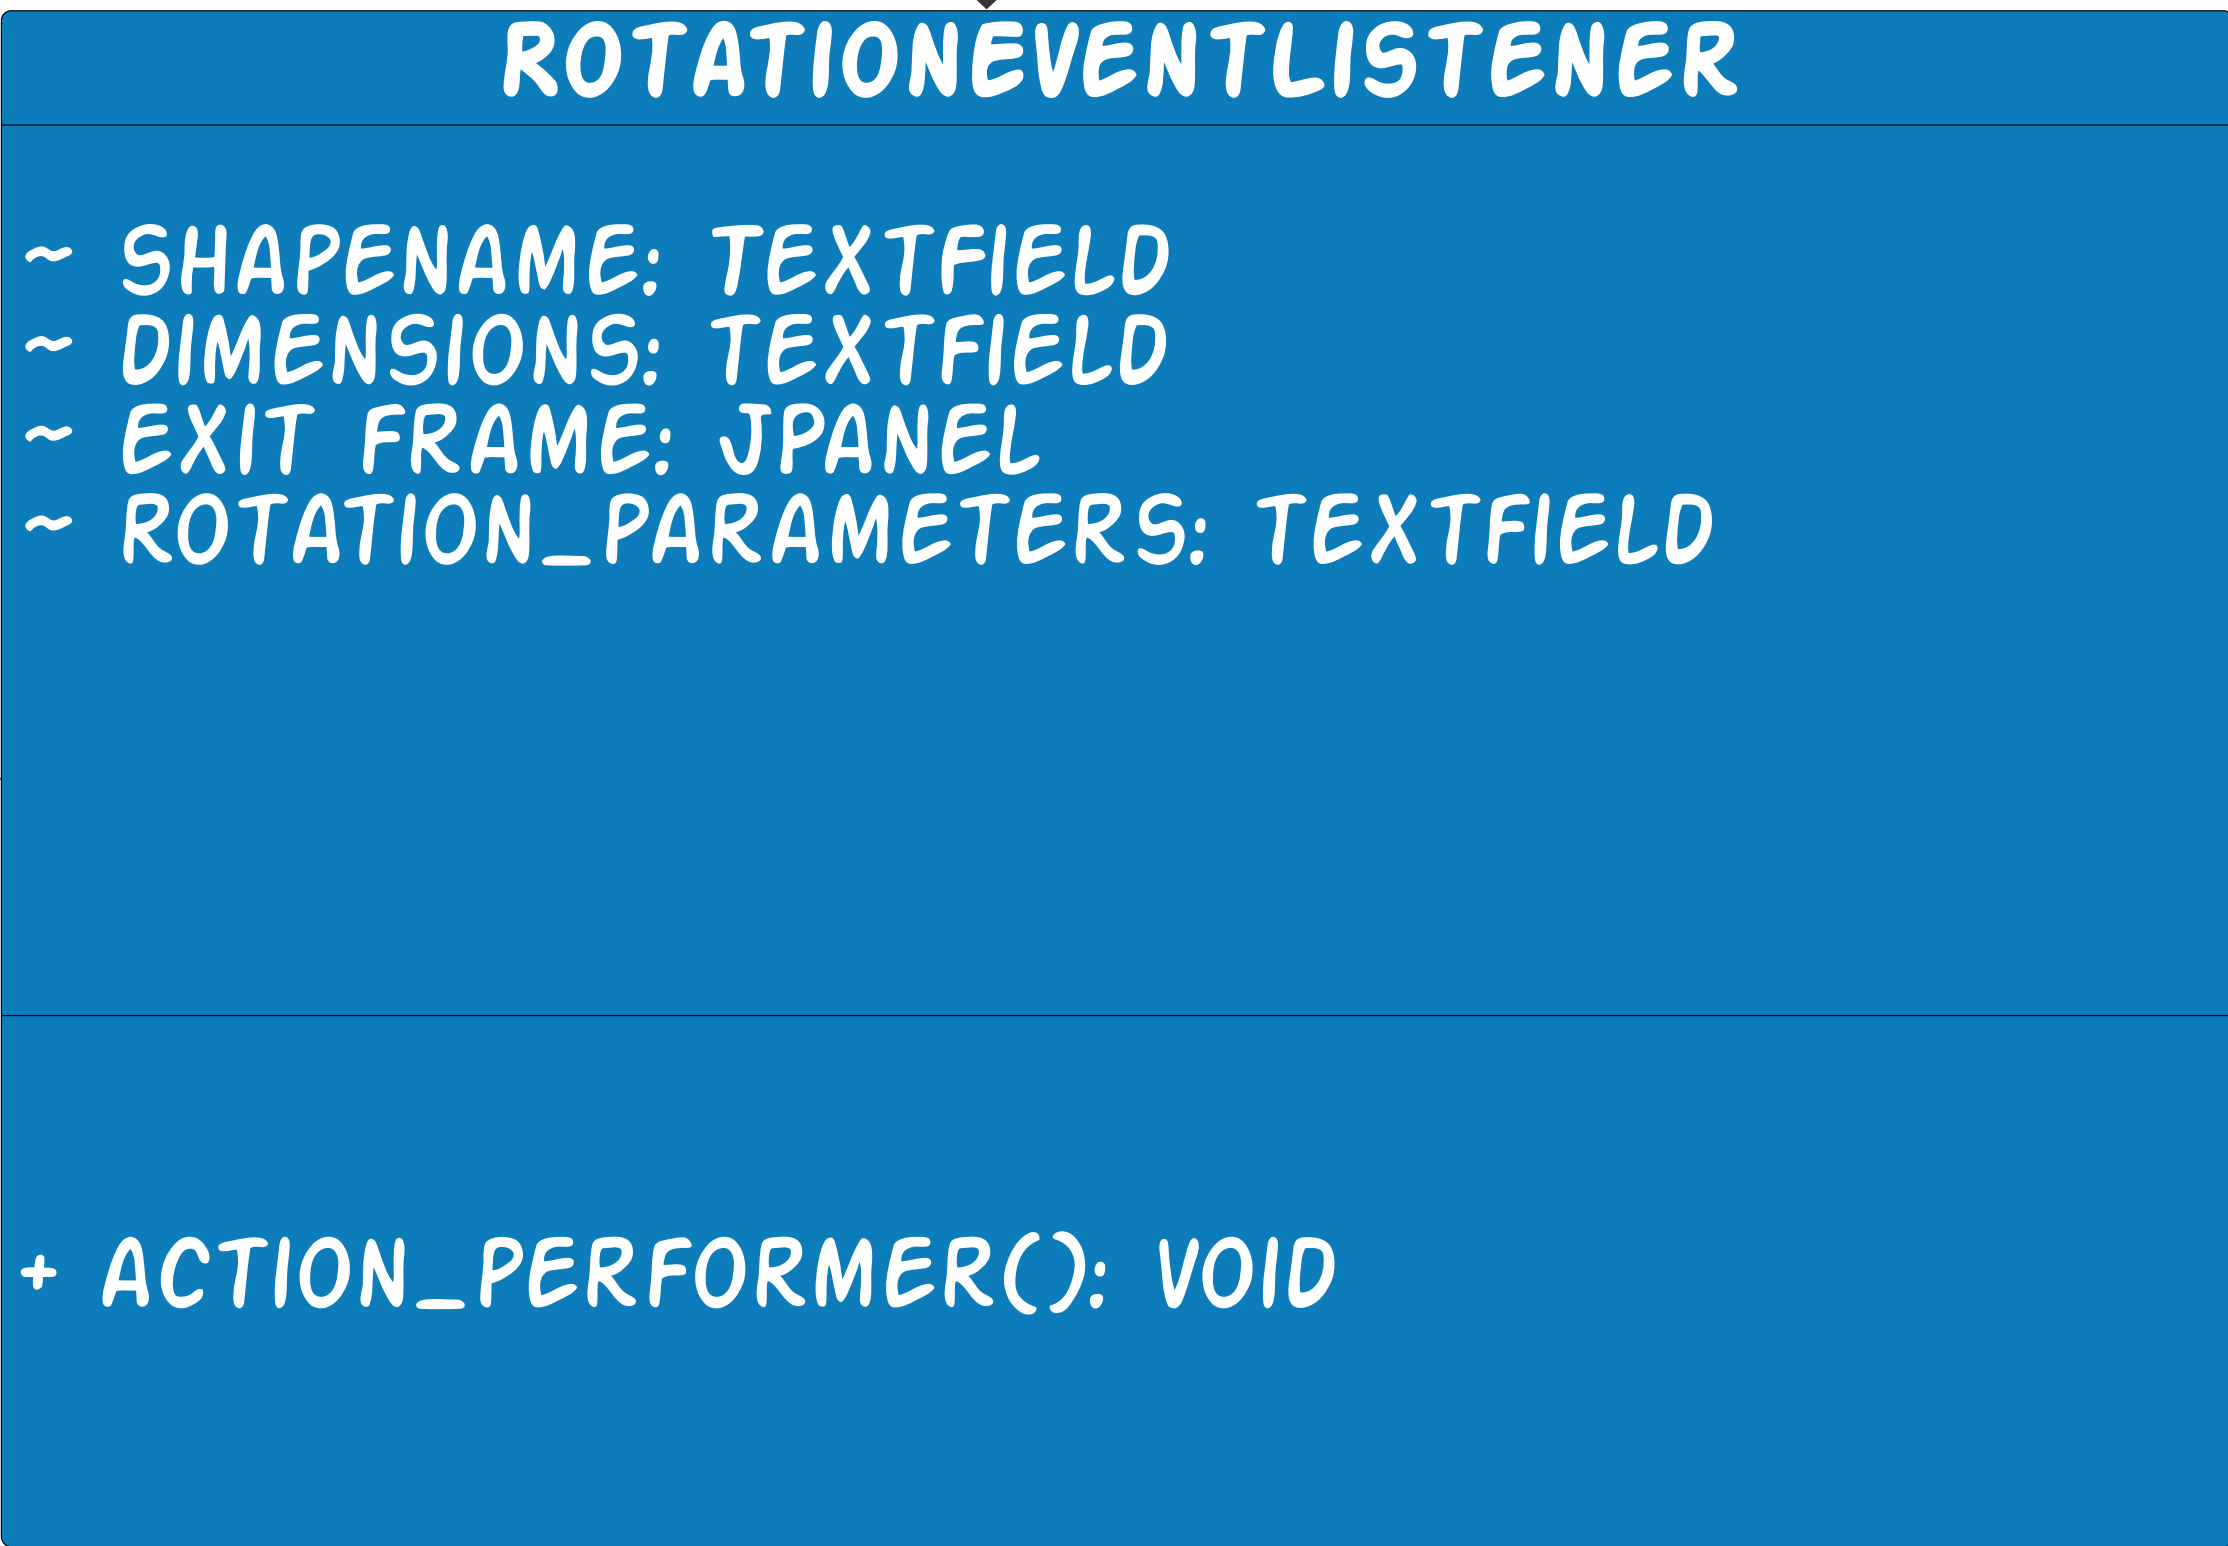 ROTATIONEVENTLISTENER
~ SHAPENAME: TEXTFIELD
~ DIMENSIONS: TEXTFIELD
~ EXIT FRAME: JPANEL
~ ROTATION_PARAMETERS: TEXTFIELD
+ ACTION_PERFORMER(): VOID